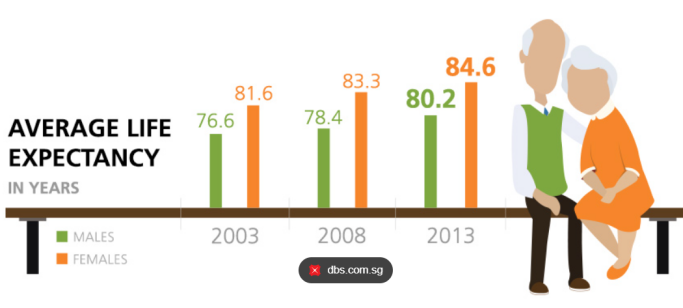 AVERAGE LIFE
EXPECTANCY
IN YEARS
76.6
81.6
78.4
83.3
80.2
84.6
2003
2008
2013
MALES
FEMALES
dbs.com.sg